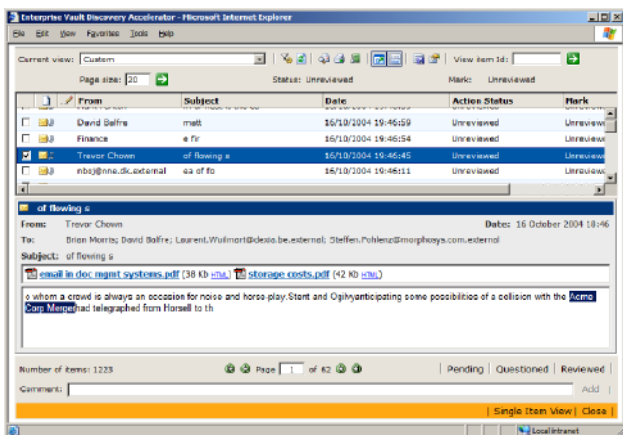 Enterprise Vault Discovery Accelerator - Microsoft Internet Explorer
File Edit View Favorites Tools Help
Current view: Custom View item Id:
Page size: 20 Status: Unreviewed Mark: Unreviewed
From Subject Date Action Status Mark
David Balfre matt 16/10/2004 19:46:59 Unreviewed Unreview
Finance e fir 16/10/2004 19:46:54 Unreviewed Unreview
Trevor Chown of flowing s 16/10/2004 19:46:45 Unreviewed Unreview
nbsj@nne.dk.external ea of fo 16/10/2004 19:46:11 Unreviewed Unreview
of flowing s
From: Trevor Chown Date: 16 October 2004 18:46
To: Brian Morris; David Balfre; Laurent.Wuilmort@dexia.be.external; Steffen.Pohlenz@morphosys.com.external
Subject: of flowing s
email in doc mgmt systems.pdf (38 Kb HTML) storage costs.pdf (42 Kb HTML)
o whom a crowd is always an occasion for noise and horse-play.Stent and Ogilvyanticipating some possibilities of a collision with the Acme
Corp Mergerhad telegraphed from Horsell to th
Number of items: 1223 Page 1 of 62 Pending Questioned Reviewed
Comment: Add
Single Item View Close
Local intranet